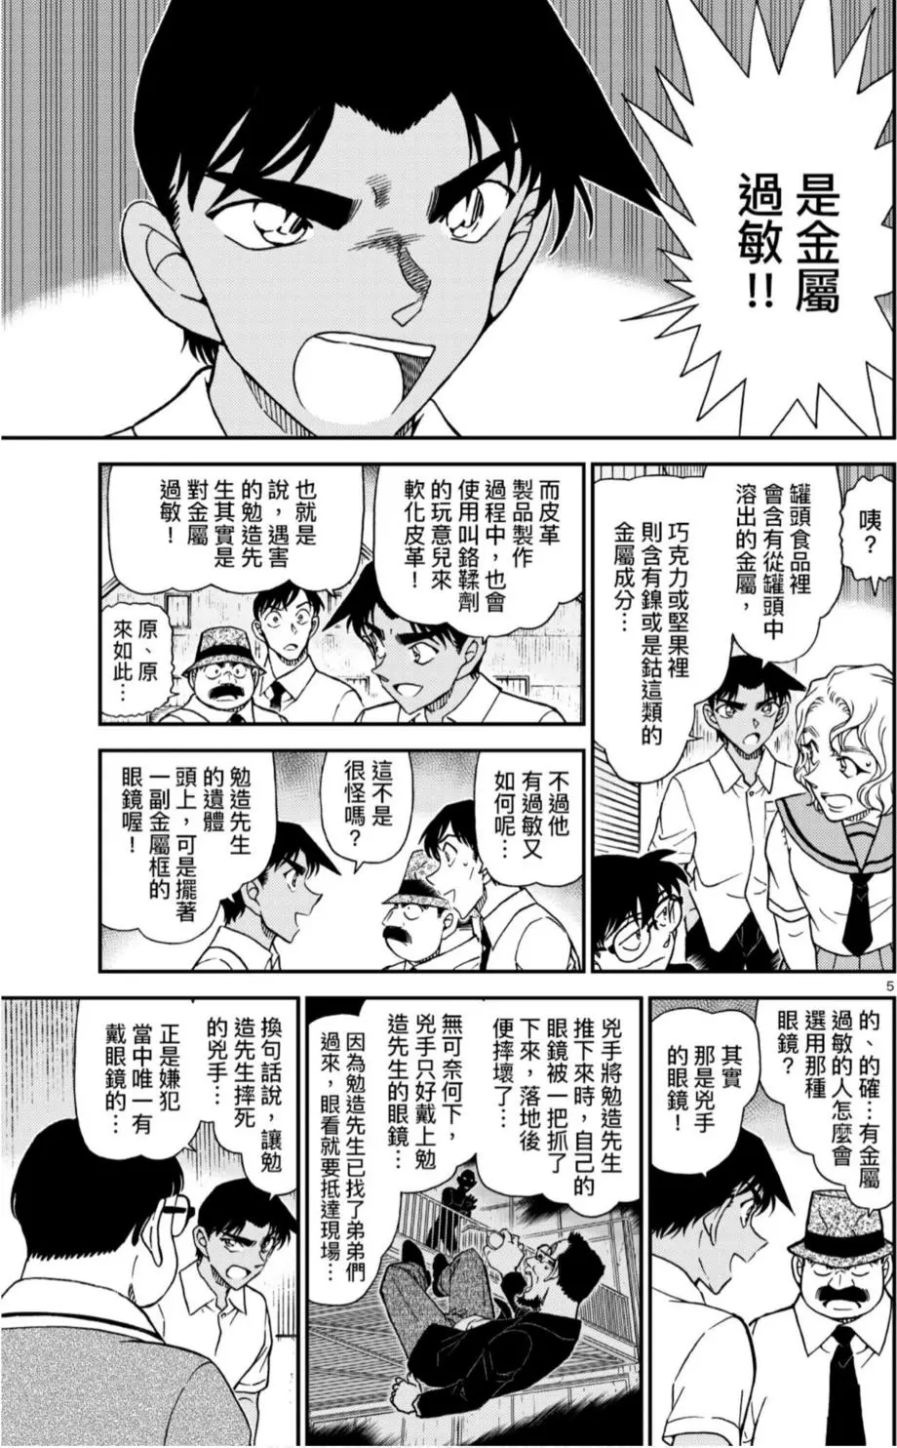 是金屬
過敏!!
咦？
罐頭食品裡
會含有從罐頭中
溶出的金屬，
巧克力或堅果裡
則含有鎳或是鈷這類的
金屬成分…
而皮革
製品製作
過程中，也會
使用叫鉻鞣劑
的玩意兒來
軟化皮革！
也就是
說，遇害
的勉造先
生其實是
對金屬
過敏！
原、原
來如此…
不過他
有過敏又
如何呢…
這不是
很怪嗎？
勉造先生
的遺體
頭上，可是擺著
一副金屬框的
眼鏡喔！
5
的、的確…有金屬
過敏的人怎麼會
選用那種
眼鏡？
其實
那是兇手
的眼鏡！
兇手將勉造先生
推下來時，自己的
眼鏡被一把抓了
下來，落地後
便摔壞了…
無可奈何下，
兇手只好戴上勉
造先生的眼鏡…
因為勉造先生已找了弟弟們
過來，眼看就要抵達現場…
換句話說，讓勉
造先生摔死
的兇手…
正是嫌犯
當中唯一有
戴眼鏡的…